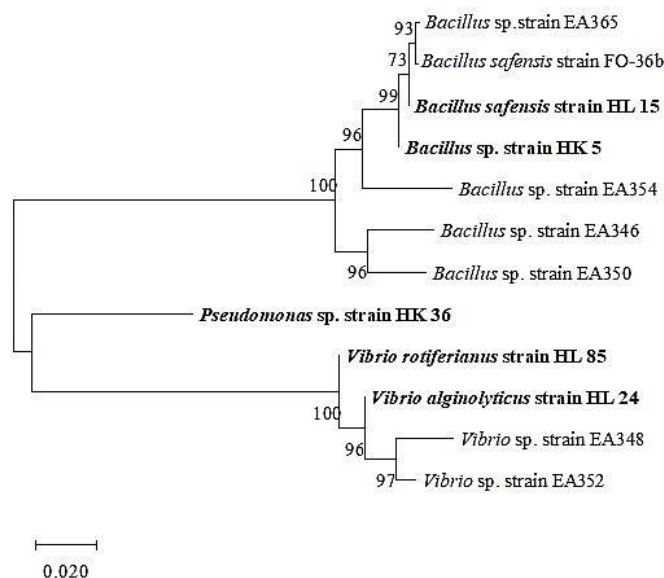 93
Bacillus sp.strain EA365
73
Bacillus safensis strain FO-36b
99
Bacillus safensis strain HL 15
96
Bacillus sp. strain HK 5
100
Bacillus sp. strain EA354
Bacillus sp. strain EA346
96
Bacillus sp. strain EA350
Pseudomonas sp. strain HK 36
Vibrio rotiferianus strain HL 85
100
Vibrio alginolyticus strain HL 24
96
Vibrio sp. strain EA348
97
Vibrio sp. strain EA352
0.020